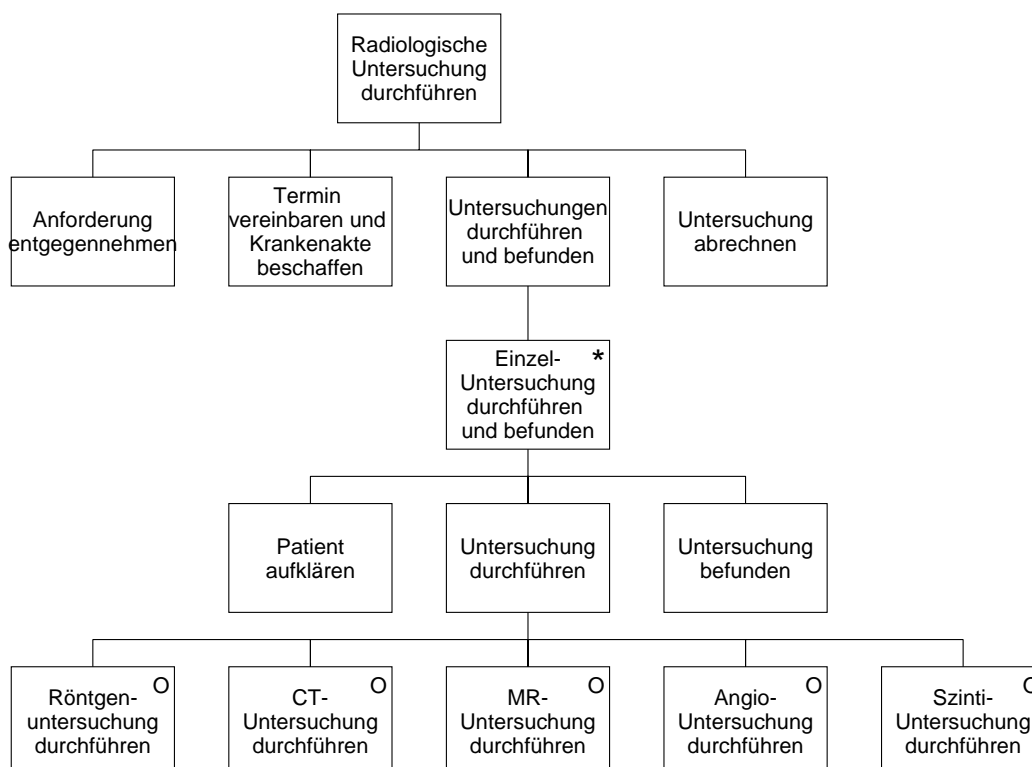 Radiologische
Untersuchung
durchführen
Anforderung
entgegennehmen
Termin
vereinbaren und
Krankenakte
beschaffen
Untersuchungen
durchführen
und befunden
Untersuchung
abrechnen
Einzel- *
Untersuchung
durchführen
und befunden
Patient
aufklären
Untersuchung
durchführen
Untersuchung
befunden
Röntgen- O
untersuchung
durchführen
CT- O
Untersuchung
durchführen
MR- O
Untersuchung
durchführen
Angio- O
Untersuchung
durchführen
Szinti- O
Untersuchung
durchführen